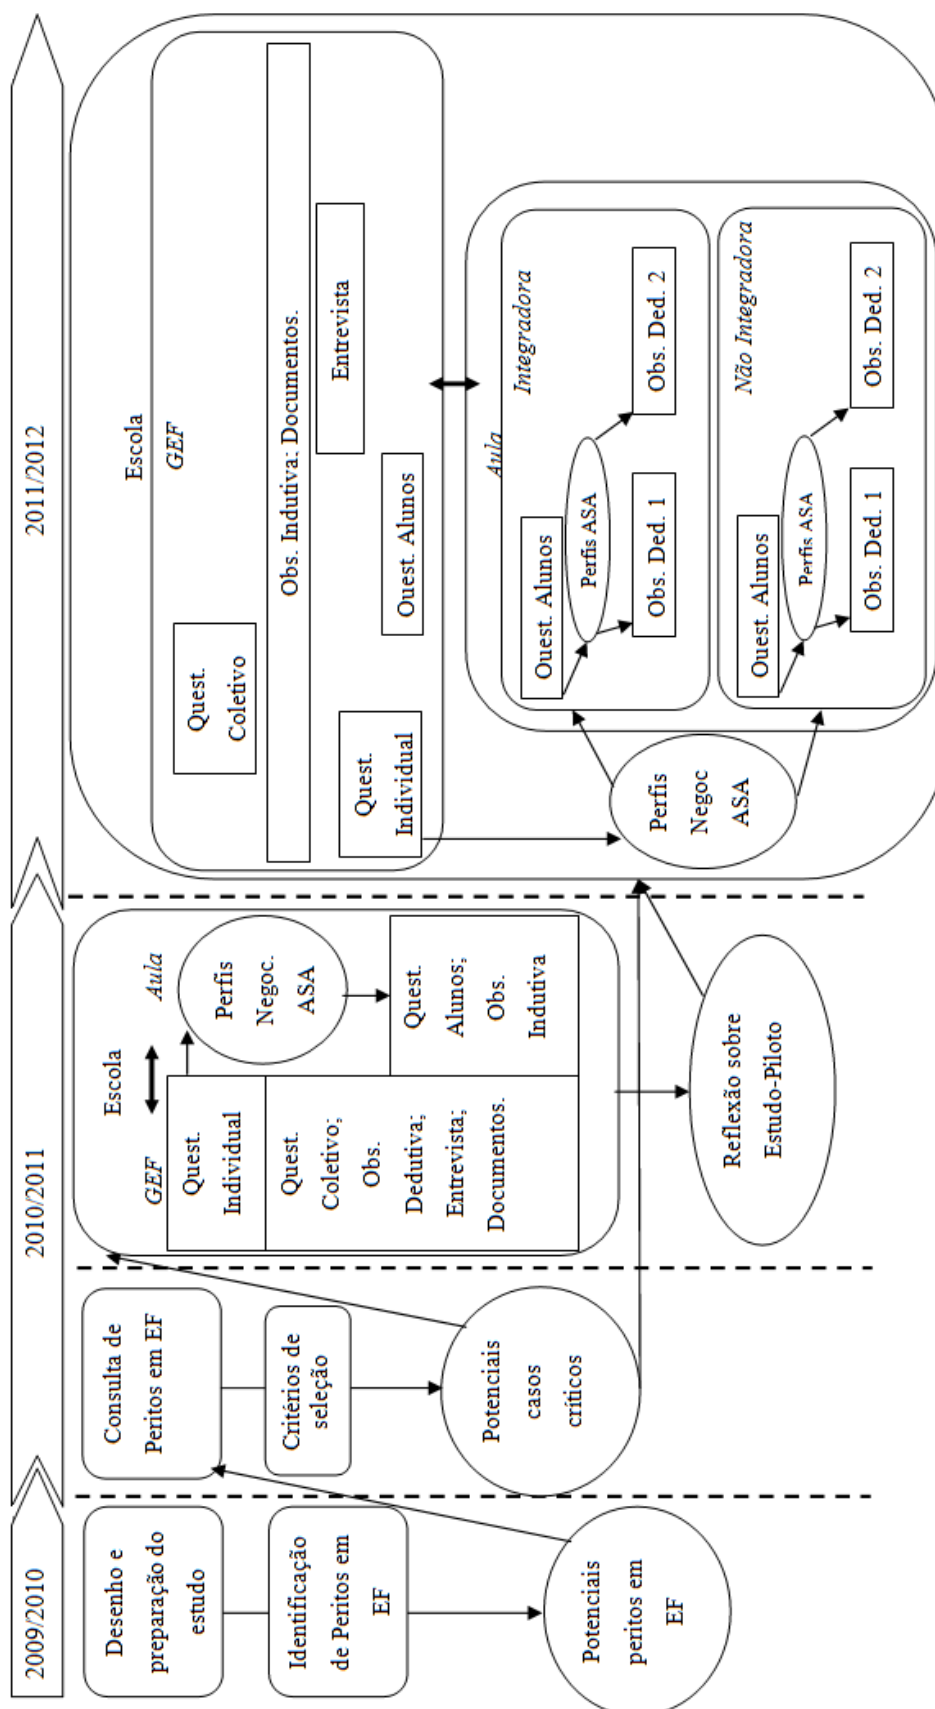 2009/2010
2010/2011
2011/2012
Desenho e
preparação do
estudo
Identificação
de Peritos em
EF
Potenciais
peritos em
EF
Consulta de
Peritos em EF
Critérios de
seleção
Potenciais
casos
críticos
Escola
GEF
Aula
Quest.
Individual
Perfis
Negoc.
ASA
Quest.
Coletivo;
Obs.
Dedutiva;
Entrevista;
Documentos.
Quest.
Alunos;
Obs.
Indutiva
Reflexão sobre
Estudo-Piloto
Escola
GEF
Quest.
Coletivo
Obs. Indutiva; Documentos.
Entrevista
Quest.
Individual
Quest. Alunos
Perfis
Negoc
ASA
Aula
Integradora
Quest. Alunos
Perfis ASA
Obs. Ded. 1
Obs. Ded. 2
Não Integradora
Quest. Alunos
Perfis ASA
Obs. Ded. 1
Obs. Ded. 2